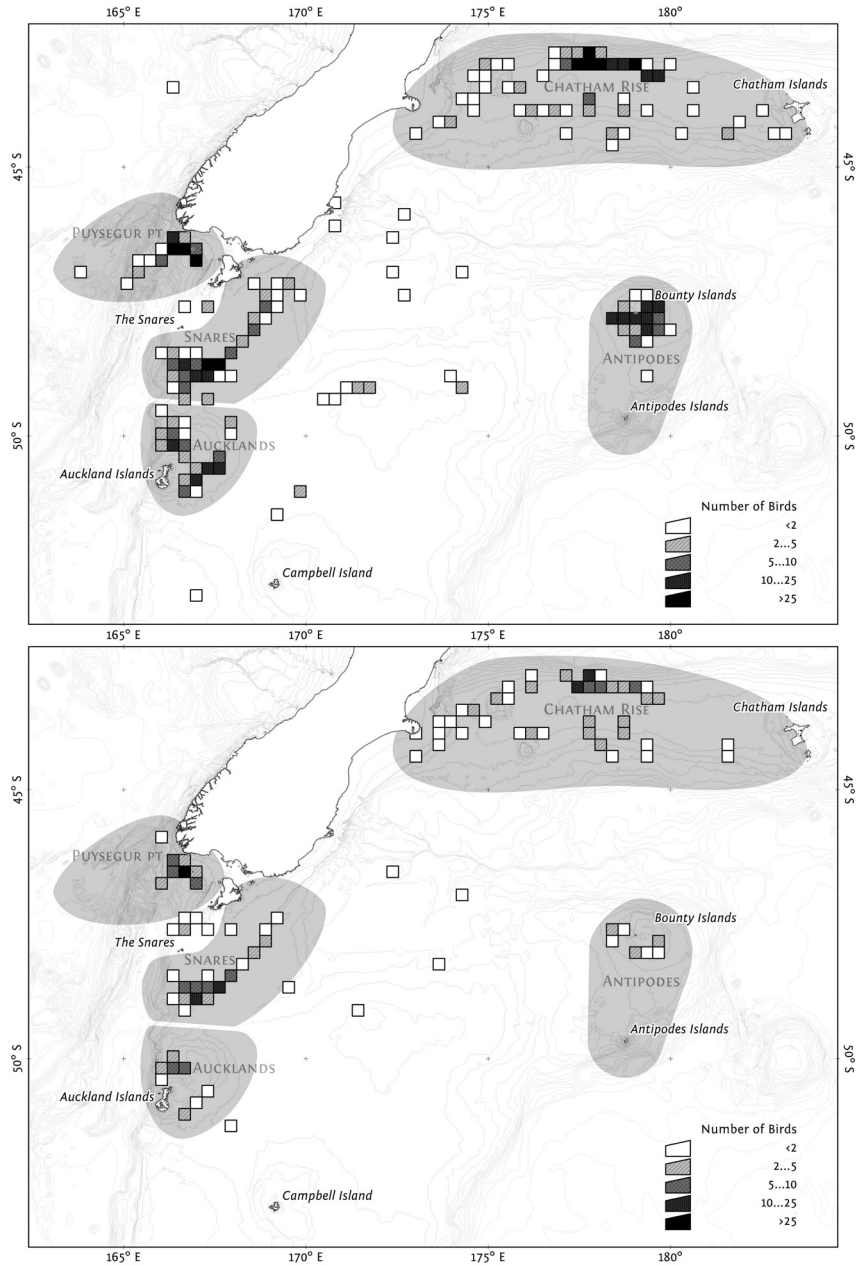 165° E
170° E
175° E
180°
CHATHAM RISE
Chatham Islands
45° S
45° S
PUYSEGUR PT
Bounty Islands
The Snares
SNARES
ANTIPODES
Antipodes Islands
50° S
50° S
AUCKLANDS
Auckland Islands
Number of Birds
<2
2...5
5...10
10...25
>25
Campbell Island
165° E
170° E
175° E
180°
CHATHAM RISE
Chatham Islands
45° S
45° S
PUYSEGUR PT
Bounty Islands
The Snares
SNARES
ANTIPODES
Antipodes Islands
50° S
50° S
AUCKLANDS
Auckland Islands
Number of Birds
<2
2...5
5...10
10...25
>25
Campbell Island
165° E
170° E
175° E
180°